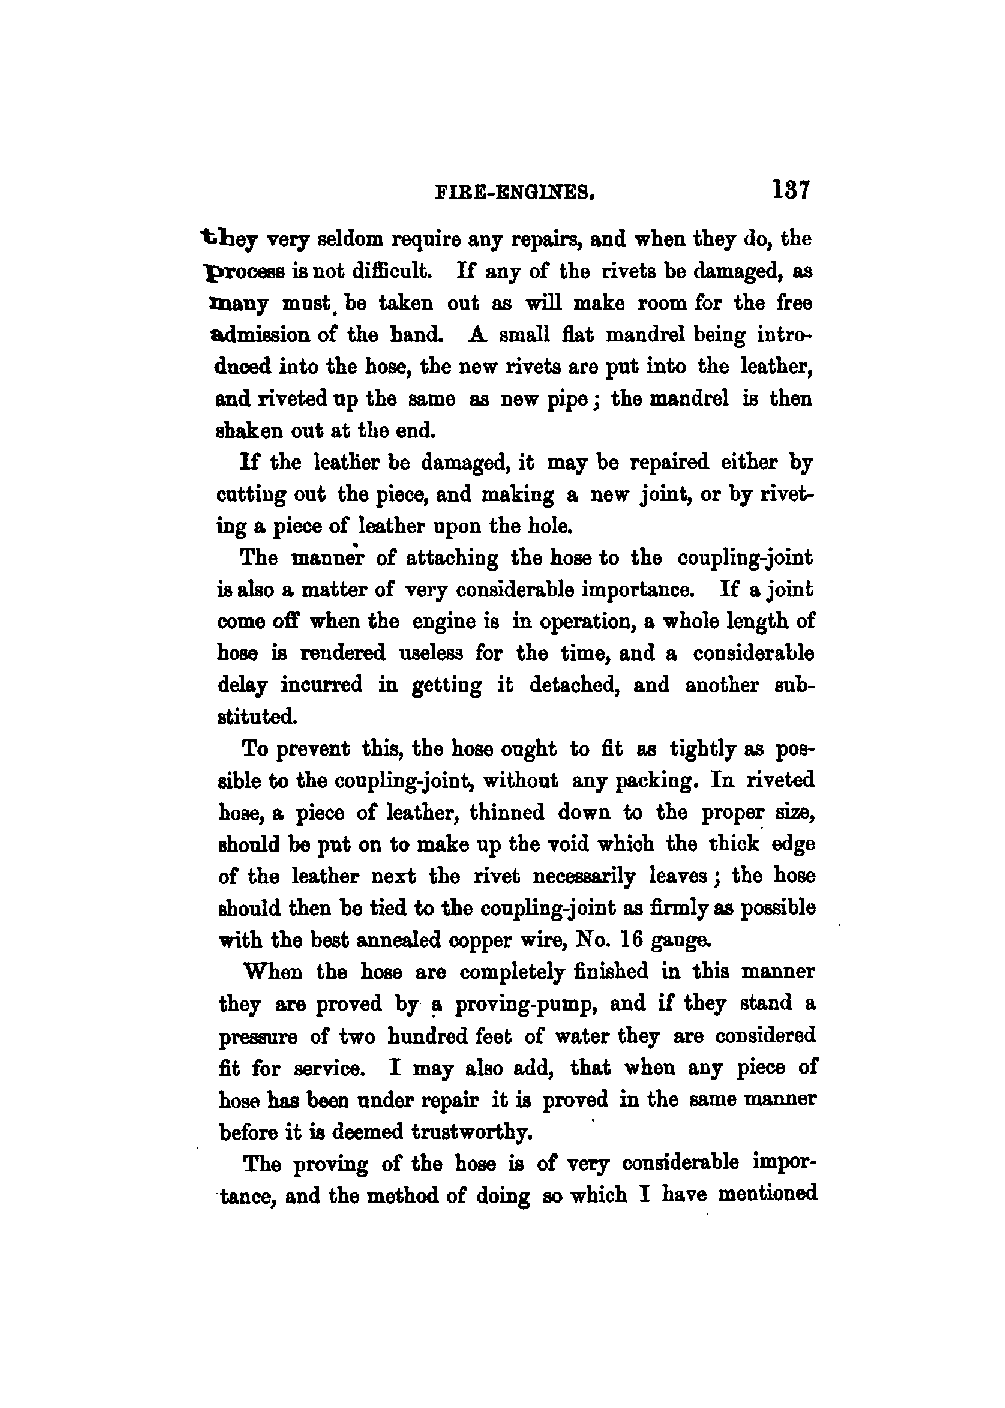 FIRE-ENGINES. 137
they very seldom require any repairs, and when they do, the
process is not difficult. If any of the rivets be damaged, as
many must be taken out as will make room for the free
admission of the hand. A small flat mandrel being intro-
duced into the hose, the new rivets are put into the leather,
and riveted up the same as new pipe; the mandrel is then
shaken out at the end.
If the leather be damaged, it may be repaired either by
cutting out the piece, and making a new joint, or by rivet-
ing a piece of leather upon the hole.
The manner of attaching the hose to the coupling-joint
is also a matter of very considerable importance. If a joint
come off when the engine is in operation, a whole length of
hose is rendered useless for the time, and a considerable
delay incurred in getting it detached, and another sub-
stituted.
To prevent this, the hose ought to fit as tightly as pos-
sible to the coupling-joint, without any packing. In riveted
hose, a piece of leather, thinned down to the proper size,
should be put on to make up the void which the thick edge
of the leather next the rivet necessarily leaves; the hose
should then be tied to the coupling-joint as firmly as possible
with the best annealed copper wire, No. 16 gauge.
When the hose are completely finished in this manner
they are proved by a proving-pump, and if they stand a
pressure of two hundred feet of water they are considered
fit for service. I may also add, that when any piece of
hose has been under repair it is proved in the same manner
before it is deemed trustworthy.
The proving of the hose is of very considerable impor-
tance, and the method of doing so which I have mentioned